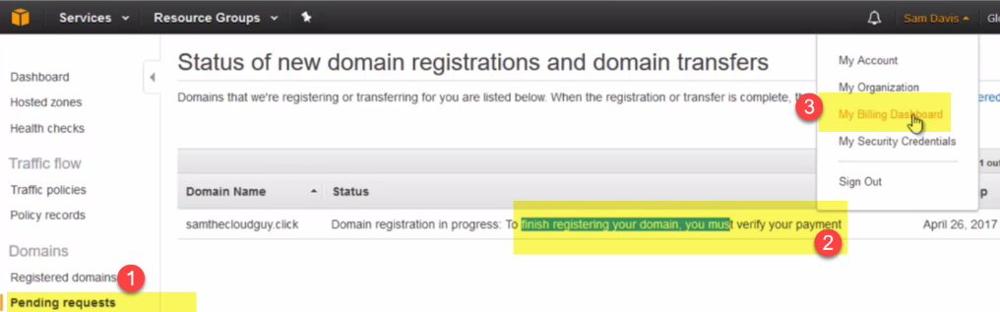 Services Resource Groups Sam Davis
Dashboard
Hosted zones
Health checks
Traffic flow
Traffic policies
Policy records
Domains
Registered domains 1
Pending requests
Status of new domain registrations and domain transfers
Domains that we're registering or transferring for you are listed below. When the registration or transfer is complete,
Domain Name Status
samthecloudguy.click Domain registration in progress: To finish registering your domain, you must verify your payment April 26, 2017
2
My Account
My Organization
3 My Billing Dashboard
My Security Credentials
Sign Out